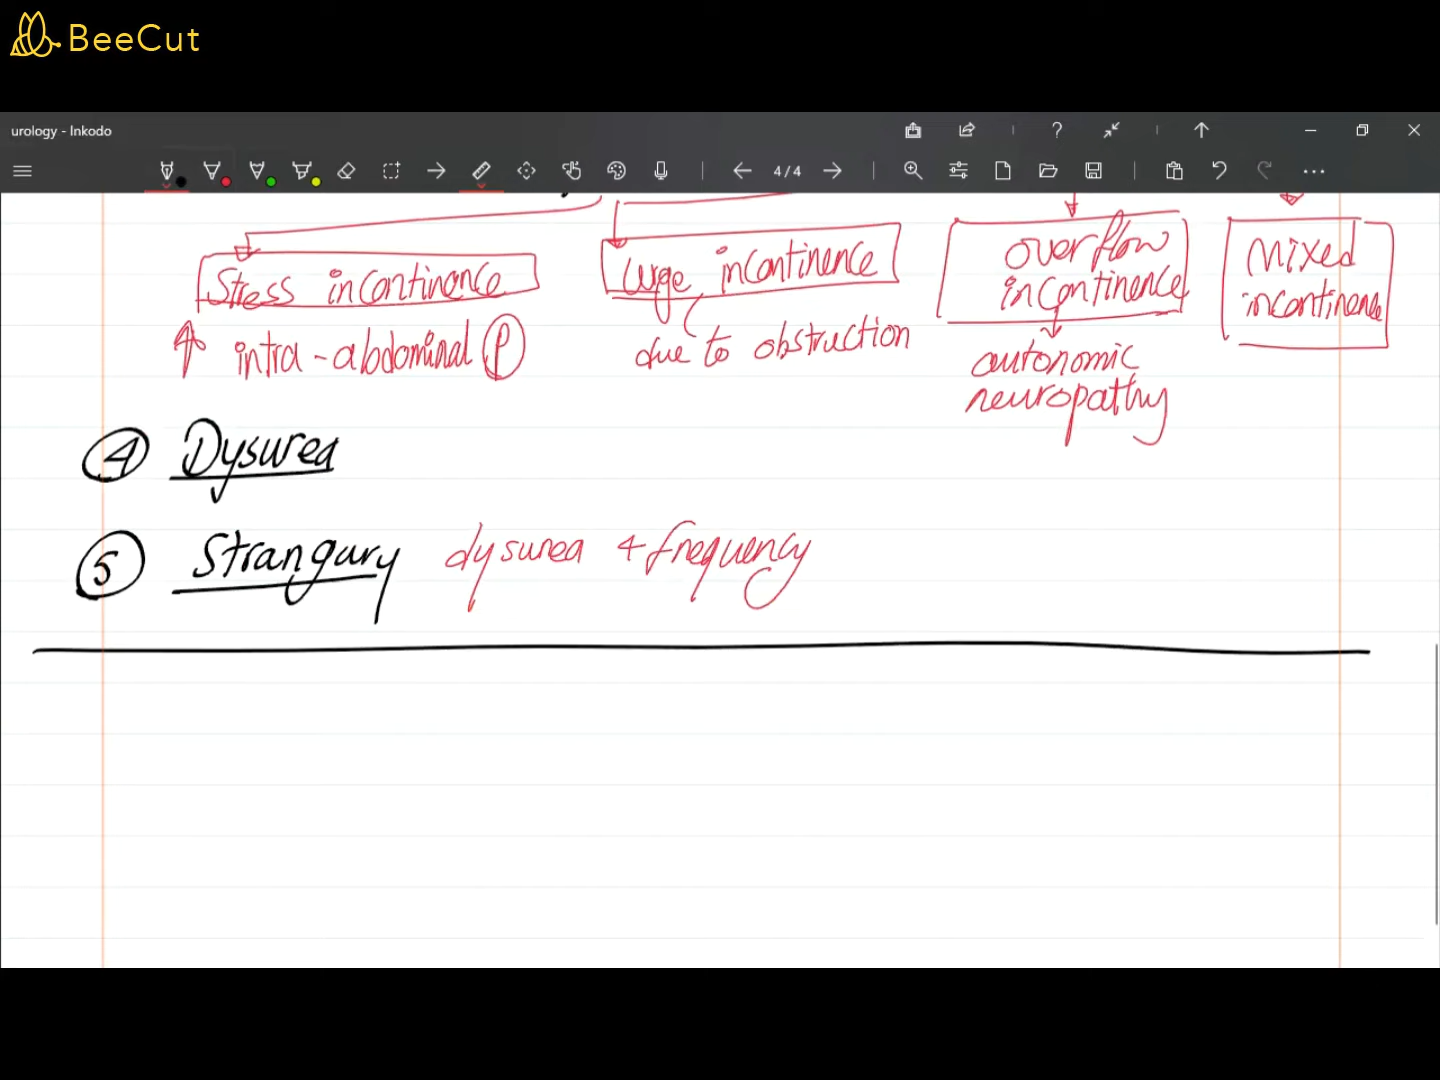 BeeCut
urology - Inkodo
4 / 4
Stress incontinence
urge incontinence
overflow
incontinence
Mixed
incontinence
↑ intra-abdominal P
due to obstruction
autonomic
neuropathy
4 Dysurea
5 Strangury dysurea + frequency